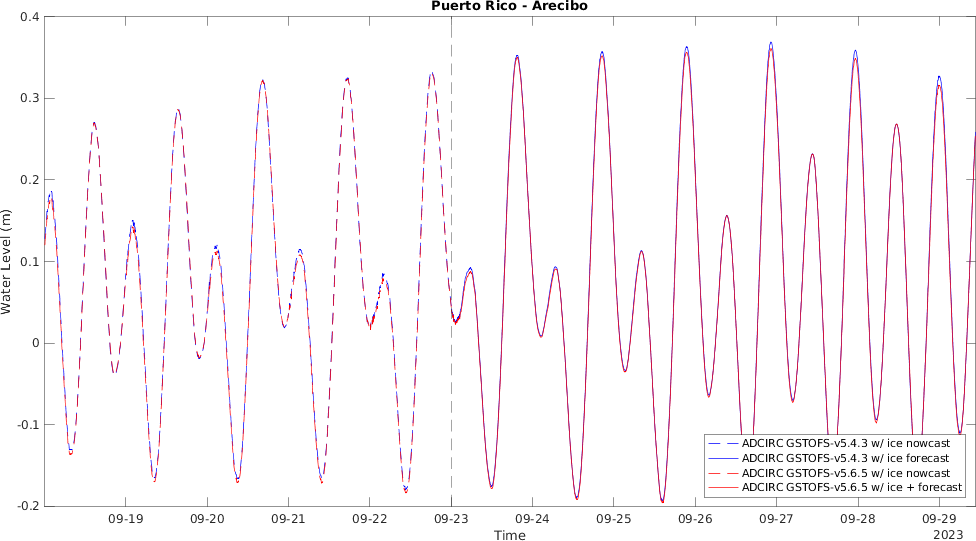 Puerto Rico - Arecibo
0.4
0.3
0.2
0.1
0
-0.1
-0.2
Water Level (m)
ADCIRC GSTOFS-v5.4.3 w/ ice nowcast
ADCIRC GSTOFS-v5.4.3 w/ ice forecast
ADCIRC GSTOFS-v5.6.5 w/ ice nowcast
ADCIRC GSTOFS-v5.6.5 w/ ice + forecast
09-19 09-20 09-21 09-22 09-23 09-24 09-25 09-26 09-27 09-28 09-29
Time
2023